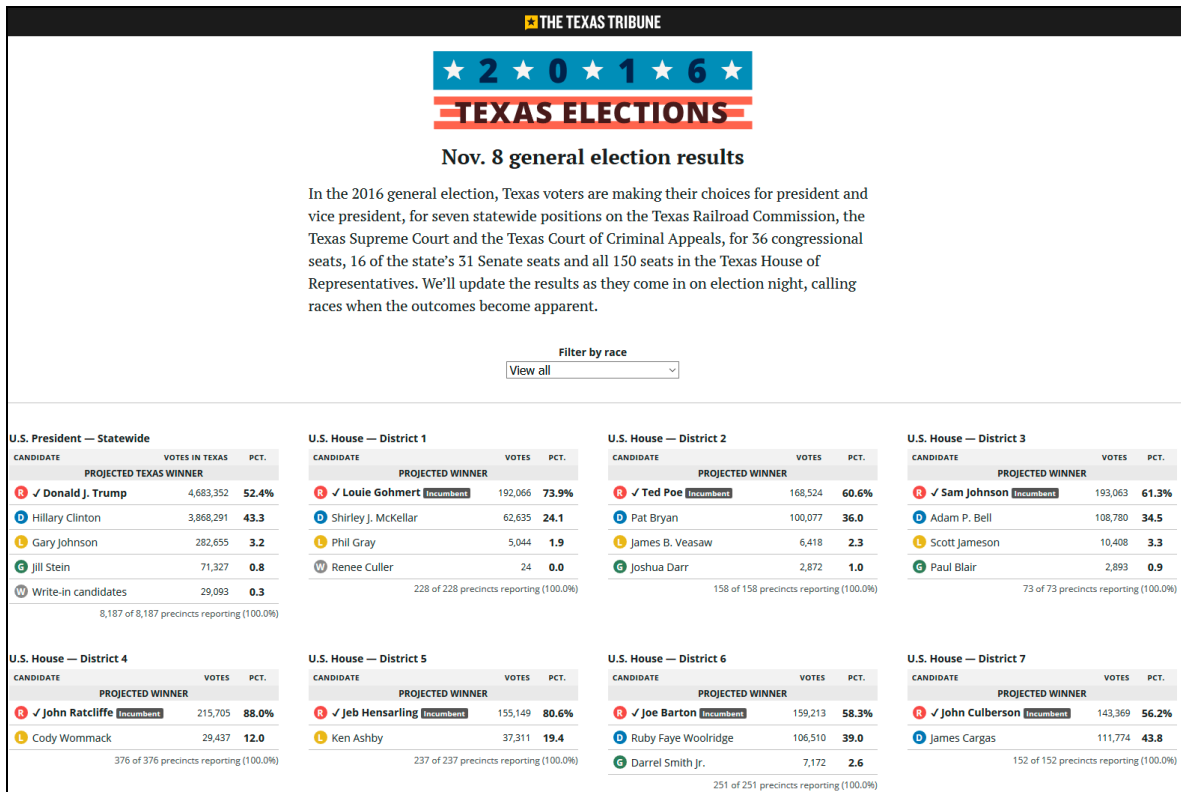 THE TEXAS TRIBUNE
2 0 1 6
TEXAS ELECTIONS
Nov. 8 general election results
In the 2016 general election, Texas voters are making their choices for president and
vice president, for seven statewide positions on the Texas Railroad Commission, the
Texas Supreme Court and the Texas Court of Criminal Appeals, for 36 congressional
seats, 16 of the state's 31 Senate seats and all 150 seats in the Texas House of
Representatives. We'll update the results as they come in on election night, calling
races when the outcomes become apparent.
Filter by race
View all
U.S. President — Statewide
CANDIDATE VOTES IN TEXAS PCT.
PROJECTED TEXAS WINNER
R ✓ Donald J. Trump 4,683,352 52.4%
D Hillary Clinton 3,868,291 43.3
L Gary Johnson 282,655 3.2
G Jill Stein 71,327 0.8
W Write-in candidates 29,093 0.3
8,187 of 8,187 precincts reporting (100.0%)
U.S. House — District 1
CANDIDATE VOTES PCT.
PROJECTED WINNER
R ✓ Louie Gohmert Incumbent 192,066 73.9%
D Shirley J. McKellar 62,635 24.1
L Phil Gray 5,044 1.9
W Renee Culler 24 0.0
228 of 228 precincts reporting (100.0%)
U.S. House — District 2
CANDIDATE VOTES PCT.
PROJECTED WINNER
R ✓ Ted Poe Incumbent 168,524 60.6%
D Pat Bryan 100,077 36.0
L James B. Veasaw 6,418 2.3
G Joshua Darr 2,872 1.0
158 of 158 precincts reporting (100.0%)
U.S. House — District 3
CANDIDATE VOTES PCT.
PROJECTED WINNER
R ✓ Sam Johnson Incumbent 193,063 61.3%
D Adam P. Bell 108,780 34.5
L Scott Jameson 10,408 3.3
G Paul Blair 2,893 0.9
73 of 73 precincts reporting (100.0%)
U.S. House — District 4
CANDIDATE VOTES PCT.
PROJECTED WINNER
R ✓ John Ratcliffe Incumbent 215,705 88.0%
L Cody Wommack 29,437 12.0
376 of 376 precincts reporting (100.0%)
U.S. House — District 5
CANDIDATE VOTES PCT.
PROJECTED WINNER
R ✓ Jeb Hensarling Incumbent 155,149 80.6%
L Ken Ashby 37,311 19.4
237 of 237 precincts reporting (100.0%)
U.S. House — District 6
CANDIDATE VOTES PCT.
PROJECTED WINNER
R ✓ Joe Barton Incumbent 159,213 58.3%
D Ruby Faye Woolridge 106,510 39.0
G Darrel Smith Jr. 7,172 2.6
251 of 251 precincts reporting (100.0%)
U.S. House — District 7
CANDIDATE VOTES PCT.
PROJECTED WINNER
R ✓ John Culberson Incumbent 143,369 56.2%
D James Cargas 111,774 43.8
152 of 152 precincts reporting (100.0%)